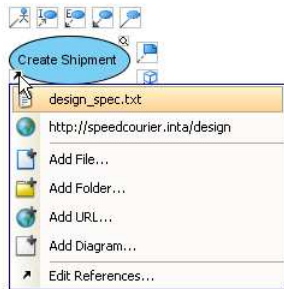 Create Shipment
design_spec.txt
http://speedcourier.inta/design
Add File...
Add Folder...
Add URL...
Add Diagram...
Edit References...